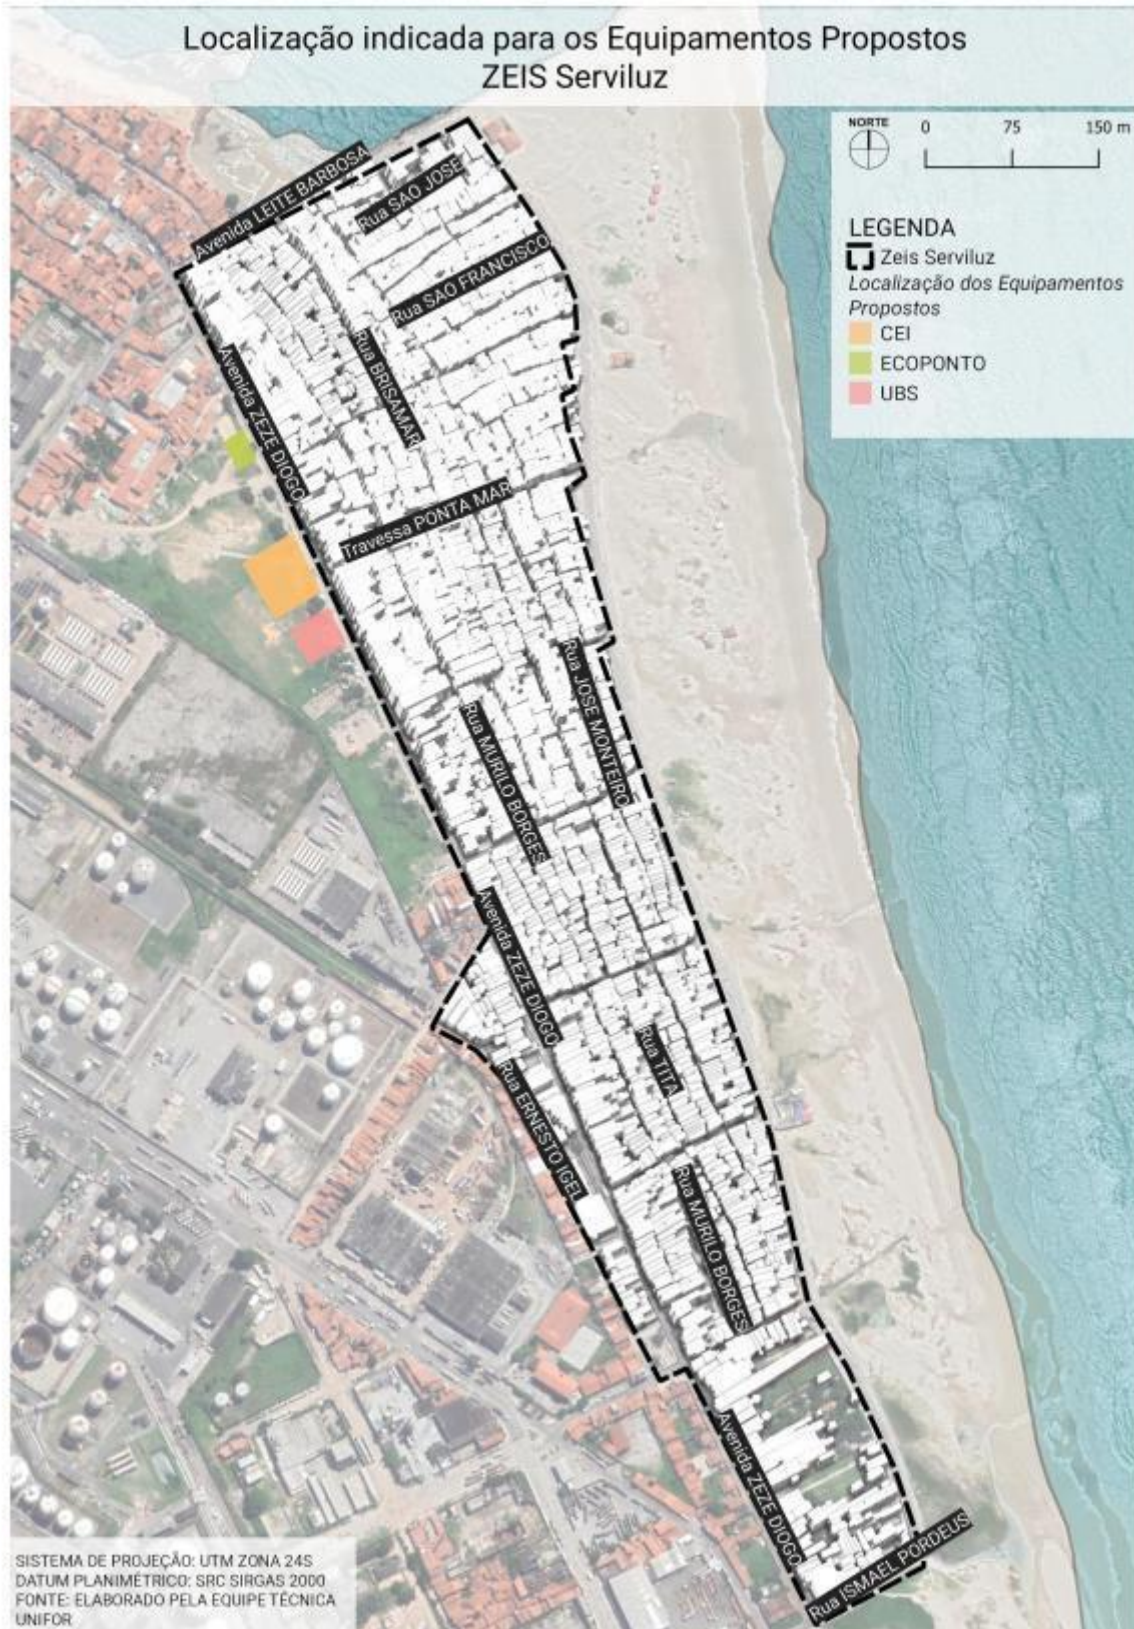 Localização indicada para os Equipamentos Propostos
ZEIS Serviluz
NORTE
0 75 150 m
LEGENDA
Zeis Serviluz
Localização dos Equipamentos
Propostos
CEI
ECOPONTO
UBS
Avenida LEITE BARBOSA
Rua SAO JOSE
Rua SAO FRANCISCO
Rua BRISAMAR
Avenida ZEZE DIOGO
Travessa PONTA MAR
Rua JOSE MONTEIRO
Rua MURILO BORGES
Avenida ZEZE DIOGO
Rua TITA
Rua ERNESTO IGEL
Rua MURILO BORGES
Avenida ZEZE DIOGO
Rua ISMAEL PORDEUS
SISTEMA DE PROJEÇÃO: UTM ZONA 24S
DATUM PLANIMÉTRICO: SRC SIRGAS 2000
FONTE: ELABORADO PELA EQUIPE TÉCNICA
UNIFOR